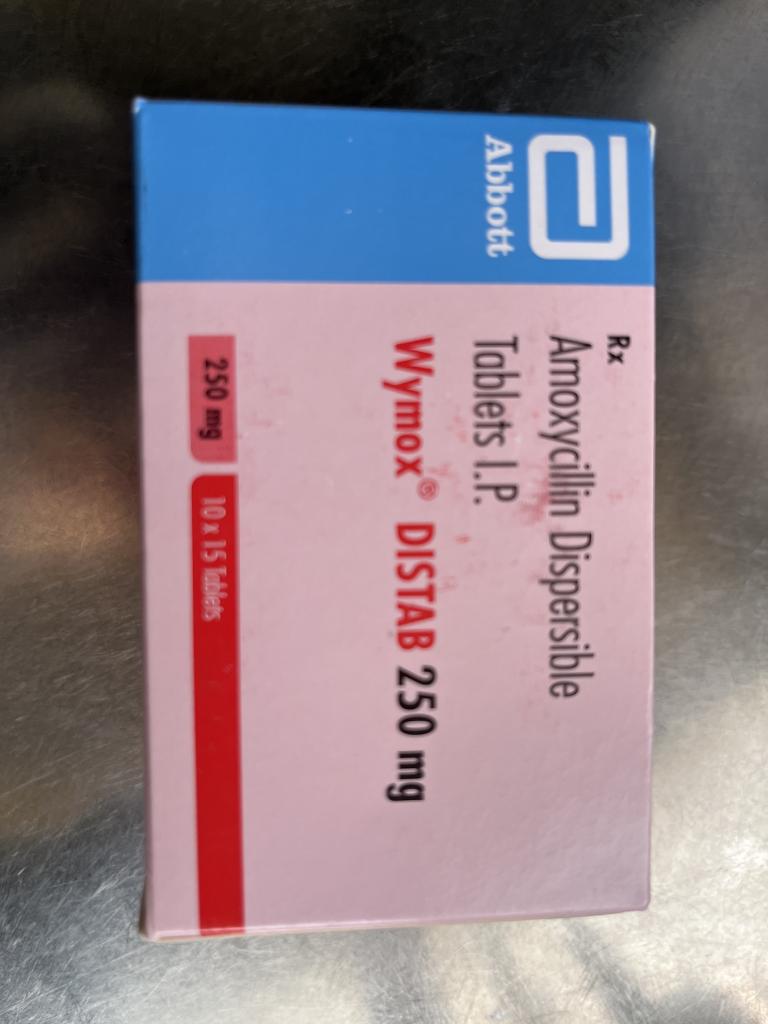 Abbott
Rx
Amoxycillin Dispersible
Tablets I.P.
Wymox® DISTAB 250 mg
250 mg 10 x 15 Tablets